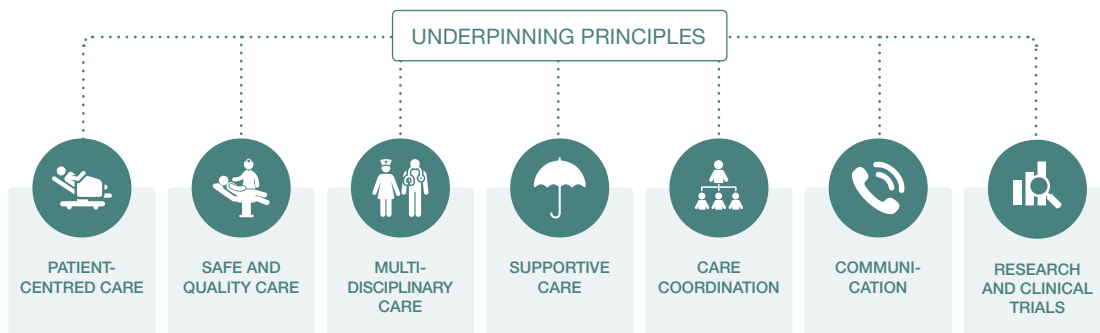 UNDERPINNING PRINCIPLES
PATIENT-
CENTRED CARE
SAFE AND
QUALITY CARE
MULTI-
DISCIPLINARY
CARE
SUPPORTIVE
CARE
CARE
COORDINATION
COMMUNI-
CATION
RESEARCH
AND CLINICAL
TRIALS